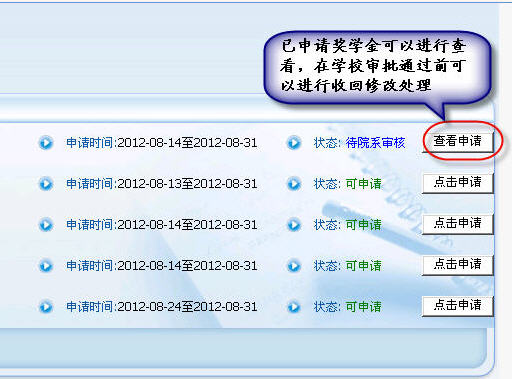 已申请奖学金可以进行查
看，在学校审批通过前可
以进行收回修改处理
申请时间:2012-08-14至2012-08-31 状态: 待院系审核 查看申请
申请时间:2012-08-13至2012-08-31 状态: 可申请 点击申请
申请时间:2012-08-14至2012-08-31 状态: 可申请 点击申请
申请时间:2012-08-14至2012-08-31 状态: 可申请 点击申请
申请时间:2012-08-24至2012-08-31 状态: 可申请 点击申请